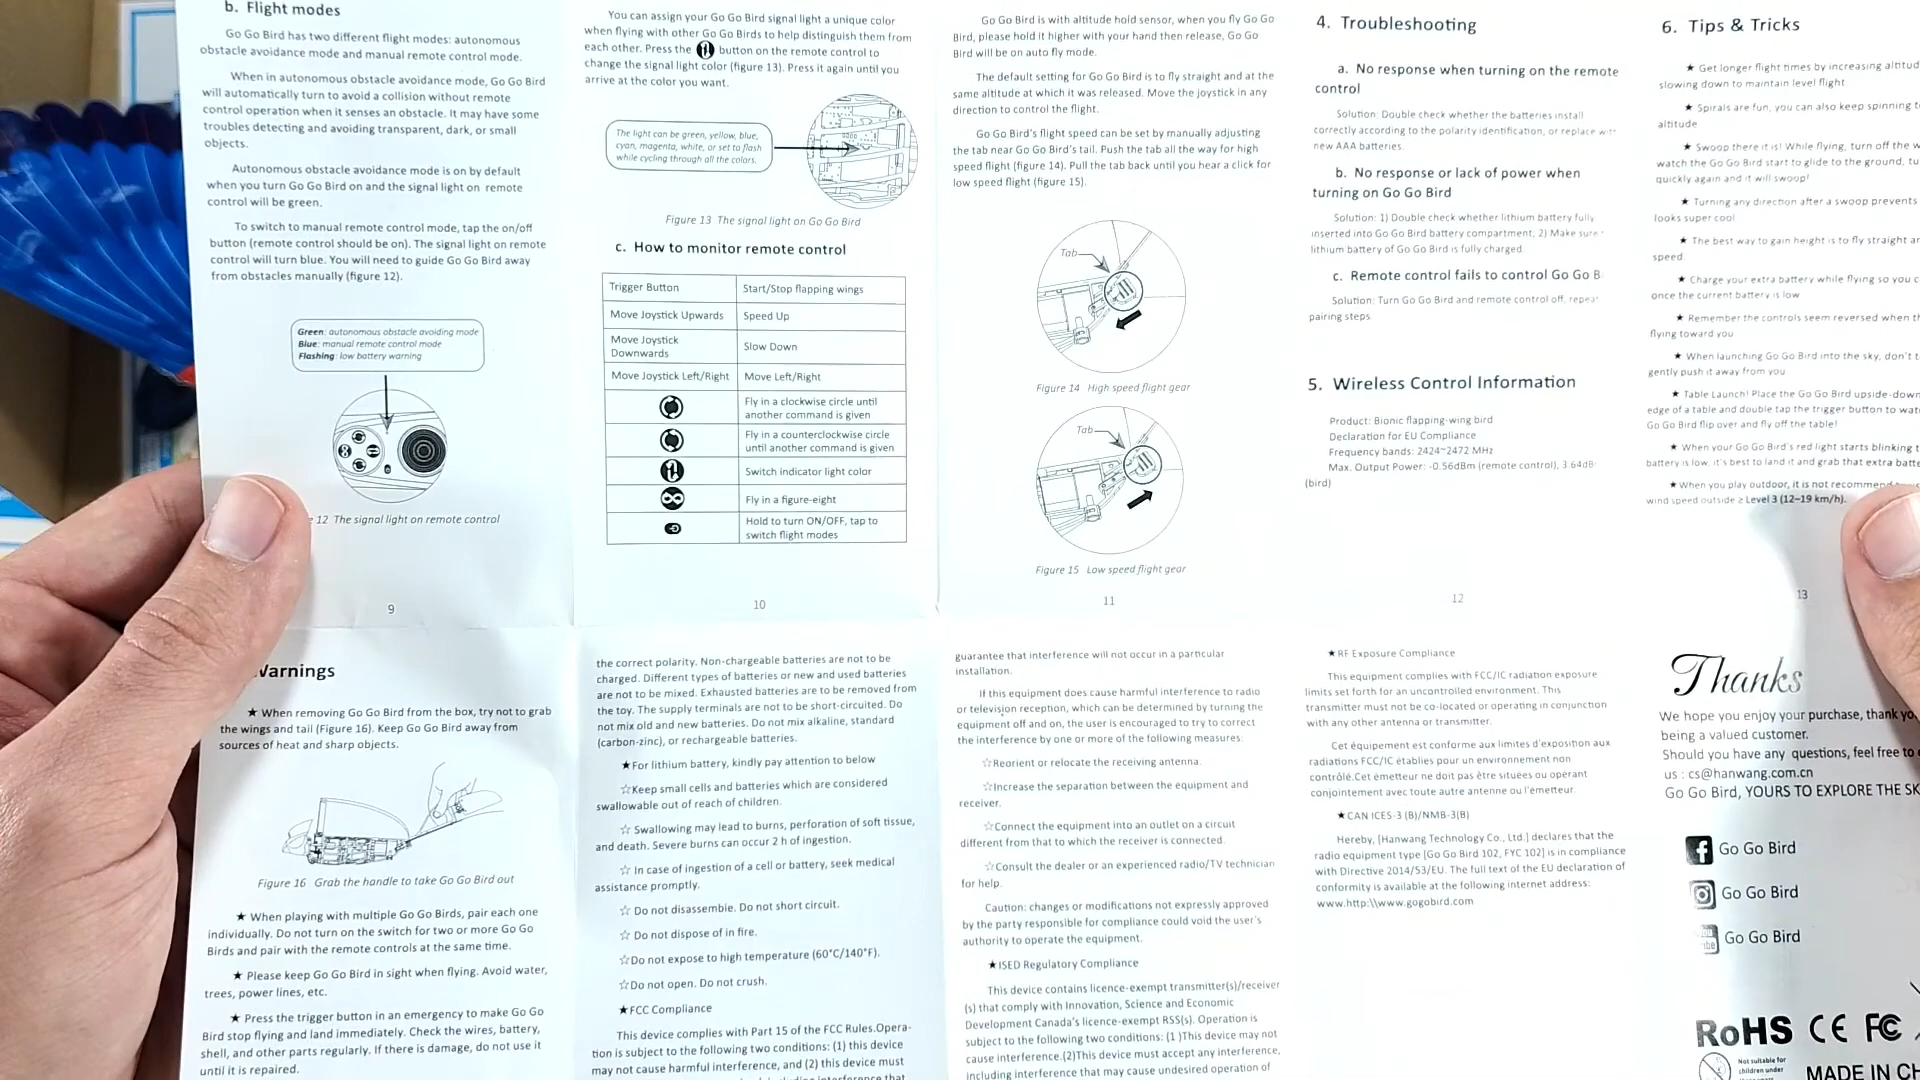 b. Flight modes
Go Go Bird has two different flight modes: autonomous
obstacle avoidance mode and manual remote control mode.
When in autonomous obstacle avoidance mode, Go Go Bird
will automatically turn to avoid a collision without remote
control operation when it senses an obstacle. It may have some
troubles detecting and avoiding transparent, dark, or small
objects.
Autonomous obstacle avoidance mode is on by default
when you turn Go Go Bird on and the signal light on remote
control will be green.
To switch to manual remote control mode, tap the on/off
button (remote control should be on). The signal light on remote
control will turn blue. You will need to guide Go Go Bird away
from obstacles manually (figure 12).
Green: autonomous obstacle avoiding mode
Blue: manual remote control mode
Flashing: low battery warning
12 The signal light on remote control
9
You can assign your Go Go Bird signal light a unique color
when flying with other Go Go Birds to help distinguish them from
each other. Press the button on the remote control to
change the signal light color (figure 13). Press it again until you
arrive at the color you want.
The light can be green, yellow, blue,
cyan, magenta, white, or set to flash
while cycling through all the colors.
Figure 13 The signal light on Go Go Bird
c. How to monitor remote control
Trigger Button Start/Stop flapping wings
Move Joystick Upwards Speed Up
Move Joystick
Downwards Slow Down
Move Joystick Left/Right Move Left/Right
Fly in a clockwise circle until
another command is given
Fly in a counterclockwise circle
until another command is given
Switch indicator light color
Fly in a figure-eight
Hold to turn ON/OFF, tap to
switch flight modes
10
Go Go Bird is with altitude hold sensor, when you fly Go Go
Bird, please hold it higher with your hand then release, Go Go
Bird will be on auto fly mode.
The default setting for Go Go Bird is to fly straight and at the
same altitude at which it was released. Move the joystick in any
direction to control the flight.
Go Go Bird's flight speed can be set by manually adjusting
the tab near Go Go Bird's tail. Push the tab all the way for high
speed flight (figure 14). Pull the tab back until you hear a click for
low speed flight (figure 15).
Tab
Figure 14 High speed flight gear
Tab
Figure 15 Low speed flight gear
11
4. Troubleshooting
a. No response when turning on the remote
control
Solution: Double check whether the batteries install
correctly according to the polarity identification, or replace with
new AAA batteries.
b. No response or lack of power when
turning on Go Go Bird
Solution: 1) Double check whether lithium battery fully
inserted into Go Go Bird battery compartment; 2) Make sure
lithium battery of Go Go Bird is fully charged.
c. Remote control fails to control Go Go B
Solution: Turn Go Go Bird and remote control off, repeat
pairing steps.
5. Wireless Control Information
Product: Bionic flapping-wing bird
Declaration for EU Compliance
Frequency bands: 2424~2472 MHz
Max. Output Power: -0.56dBm (remote control), 3.64dB
(bird)
12
6. Tips & Tricks
★ Get longer flight times by increasing altitud
slowing down to maintain level flight
★ Spirals are fun, you can also keep spinning t
altitude
★ Swoop there it is! While flying, turn off the w
watch the Go Go Bird start to glide to the ground, tu
quickly again and it will swoop!
★ Turning any direction after a swoop prevents
looks super cool
★ The best way to gain height is to fly straight a
speed
★ Charge your extra battery while flying so you c
once the current battery is low
★ Remember the controls seem reversed when th
flying toward you
★ When launching Go Go Bird into the sky, don't t
gently push it away from you
★ Table Launch! Place the Go Go Bird upside-down
edge of a table and double tap the trigger button to wat
Go Go Bird flip over and fly off the table!
★ When your Go Go Bird's red light starts blinking t
battery is low, it's best to land it and grab that extra batte
★When you play outdoor, it is not recommend
wind speed outside ≥ Level 3 (12–19 km/h).
13
Warnings
★ When removing Go Go Bird from the box, try not to grab
the wings and tail (Figure 16). Keep Go Go Bird away from
sources of heat and sharp objects.
Figure 16 Grab the handle to take Go Go Bird out
★ When playing with multiple Go Go Birds, pair each one
individually. Do not turn on the switch for two or more Go Go
Birds and pair with the remote controls at the same time.
★ Please keep Go Go Bird in sight when flying. Avoid water,
trees, power lines, etc.
★ Press the trigger button in an emergency to make Go Go
Bird stop flying and land immediately. Check the wires, battery,
shell, and other parts regularly. If there is damage, do not use it
until it is repaired.
the correct polarity. Non-chargeable batteries are not to be
charged. Different types of batteries or new and used batteries
are not to be mixed. Exhausted batteries are to be removed from
the toy. The supply terminals are not to be short-circuited. Do
not mix old and new batteries. Do not mix alkaline, standard
(carbon-zinc), or rechargeable batteries.
★For lithium battery, kindly pay attention to below
☆Keep small cells and batteries which are considered
swallowable out of reach of children.
☆ Swallowing may lead to burns, perforation of soft tissue,
and death. Severe burns can occur 2 h of ingestion.
☆ In case of ingestion of a cell or battery, seek medical
assistance promptly.
☆ Do not disassemble. Do not short circuit.
☆ Do not dispose of in fire.
☆Do not expose to high temperature (60°C/140°F).
☆Do not open. Do not crush.
★FCC Compliance
This device complies with Part 15 of the FCC Rules.Opera-
tion is subject to the following two conditions: (1) this device
may not cause harmful interference, and (2) this device must
guarantee that interference will not occur in a particular
installation.
If this equipment does cause harmful interference to radio
or television reception, which can be determined by turning the
equipment off and on, the user is encouraged to try to correct
the interference by one or more of the following measures:
☆Reorient or relocate the receiving antenna.
☆Increase the separation between the equipment and
receiver.
☆Connect the equipment into an outlet on a circuit
different from that to which the receiver is connected.
☆Consult the dealer or an experienced radio/TV technician
for help.
Caution: changes or modifications not expressly approved
by the party responsible for compliance could void the user's
authority to operate the equipment.
★ISED Regulatory Compliance
This device contains licence-exempt transmitter(s)/receiver
(s) that comply with Innovation, Science and Economic
Development Canada's licence-exempt RSS(s). Operation is
subject to the following two conditions: (1 )This device may not
cause interference.(2)This device must accept any interference,
including interference that may cause undesired operation of
★RF Exposure Compliance
This equipment complies with FCC/IC radiation exposure
limits set forth for an uncontrolled environment. This
transmitter must not be co-located or operating in conjunction
with any other antenna or transmitter.
Cet équipement est conforme aux limites d'exposition aux
radiations FCC/IC établies pour un environnement non
contrôlé.Cet émetteur ne doit pas être situées ou opérant
conjointement avec toute autre antenne ou l'émetteur.
★CAN ICES-3 (B)/NMB-3(B)
Hereby, [Hanwang Technology Co., Ltd.] declares that the
radio equipment type [Go Go Bird 102, FYC 102] is in compliance
with Directive 2014/53/EU. The full text of the EU declaration of
conformity is available at the following internet address:
www.http:\\www.gogobird.com
Thanks
We hope you enjoy your purchase, thank yo
being a valued customer.
Should you have any questions, feel free to
us : cs@hanwang.com.cn
Go Go Bird, YOURS TO EXPLORE THE SK
Go Go Bird
Go Go Bird
Go Go Bird
RoHS CE FC
Not suitable for
children under
MADE IN CH